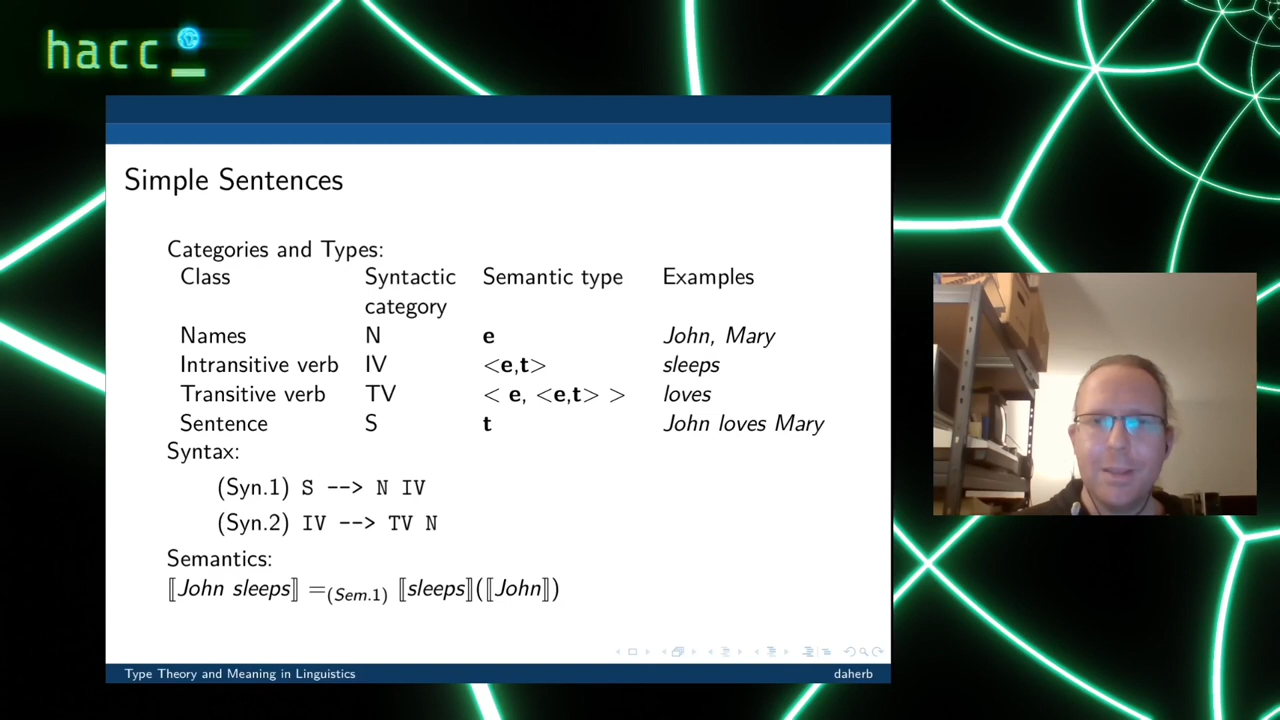 hacc
Simple Sentences
Categories and Types:
Class Syntactic category Semantic type Examples
Names N e John, Mary
Intransitive verb IV <e,t> sleeps
Transitive verb TV < e, <e,t> > loves
Sentence S t John loves Mary
Syntax:
(Syn.1) S --> N IV
(Syn.2) IV --> TV N
Semantics:
⟦John sleeps⟧ =(Sem.1) ⟦sleeps⟧(⟦John⟧)
Type Theory and Meaning in Linguistics daherb